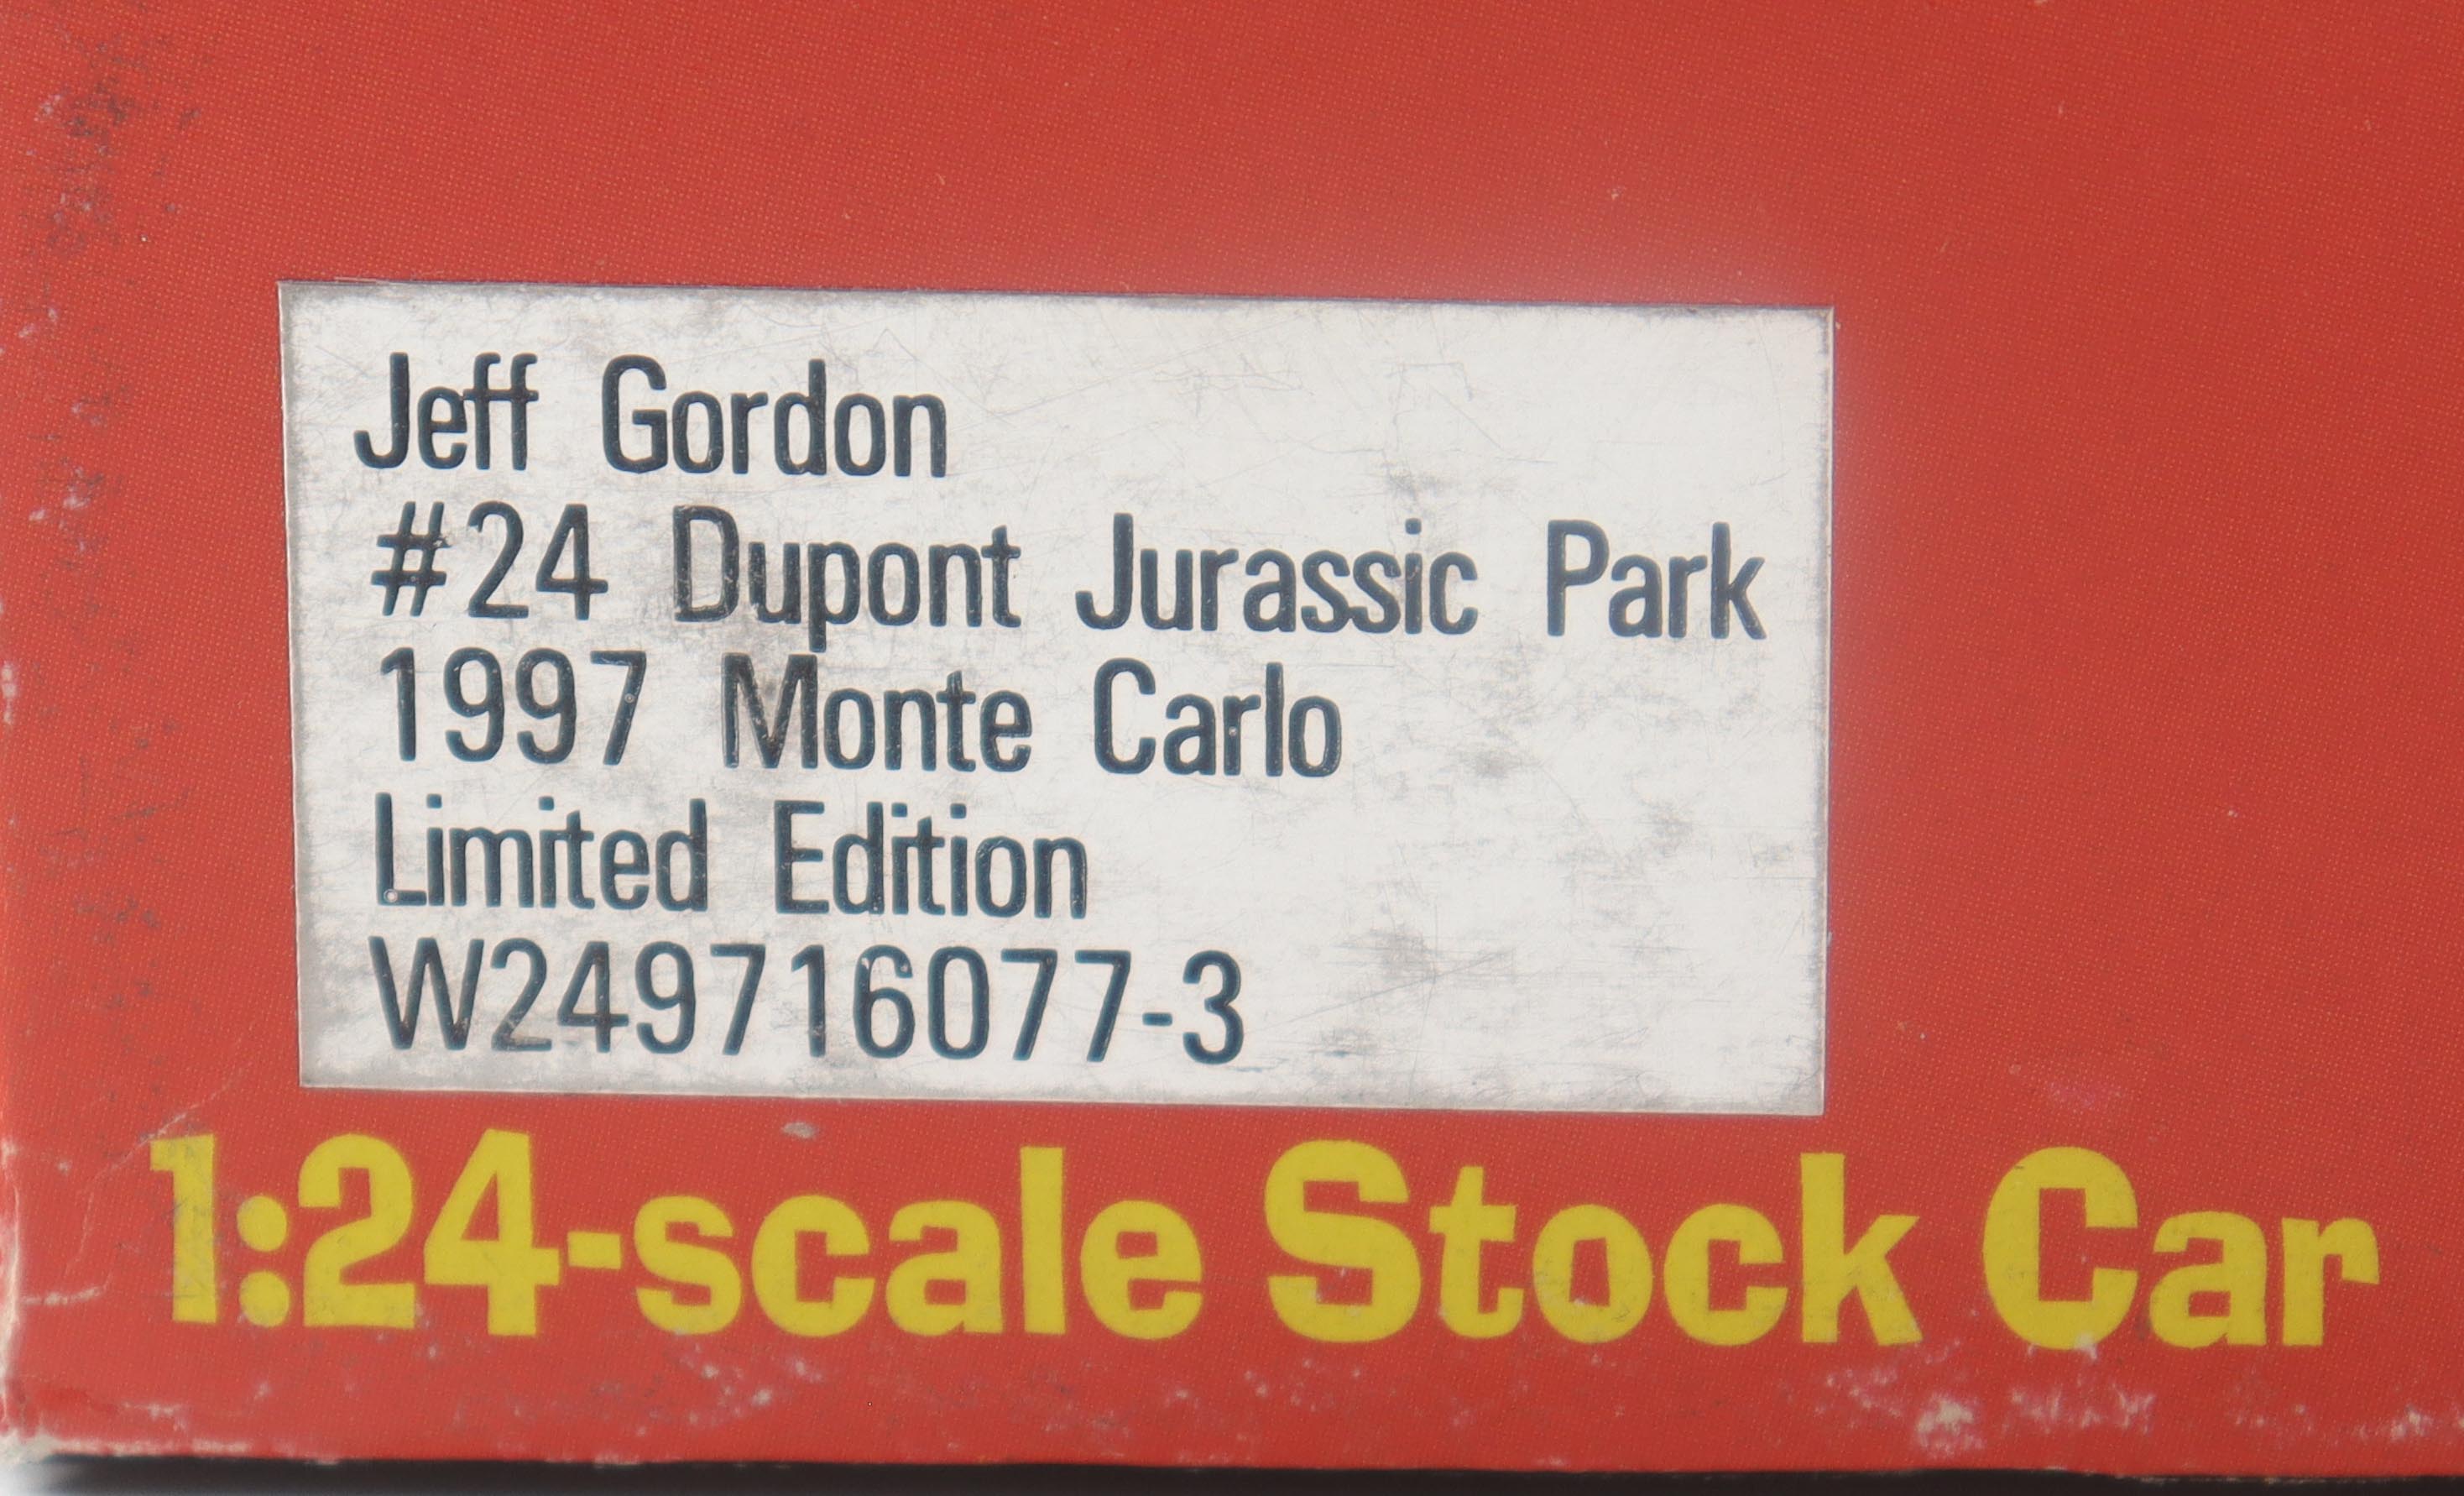 Jeff Gordon
#24 Dupont Jurassic Park
1997 Monte Carlo
Limited Edition
W249716077-3
1:24-scale Stock Car